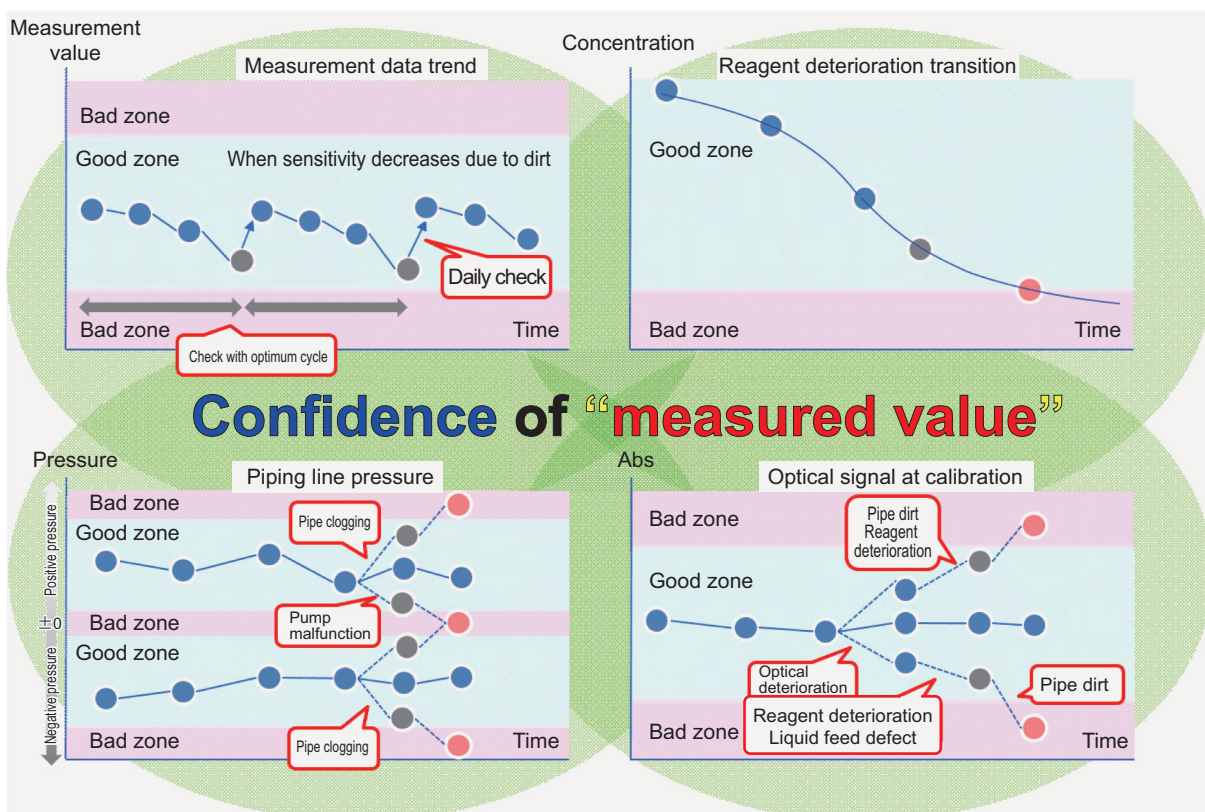 Measurement
value
Measurement data trend
Bad zone
Good zone
When sensitivity decreases due to dirt
Daily check
Bad zone
Time
Check with optimum cycle
Concentration
Reagent deterioration transition
Good zone
Bad zone
Time
Confidence of “measured value”
Pressure
Piping line pressure
Positive pressure
±0
Negative pressure
Bad zone
Good zone
Pipe clogging
Bad zone
Pump
malfunction
Good zone
Pipe clogging
Bad zone
Time
Abs
Optical signal at calibration
Bad zone
Pipe dirt
Reagent
deterioration
Good zone
Optical
deterioration
Pipe dirt
Reagent deterioration
Liquid feed defect
Bad zone
Time